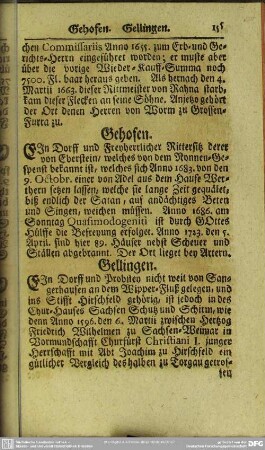 Gehofen. Gellingen.
chen Commissariis Anno 1655. zum Erb-und Ge-
richts-Herrn eingeführet worden; er muste aber
über die vorige Wieder-Kauff-Summa noch
7500. Fl. baar heraus geben. Als hernach den 4.
Martii 1663. dieser Rittmeister von Rahna starb,
kam dieser Flecken an seine Söhne. Anjetzo gehört
der Ort denen Herren von Worm zu Grossen-
Furra zu.
Gehofen.
EIn Dorff und Freyherrlicher Rittersitz derer
von Eberstein, welches von dem Nonnen-Ge-
spenst bekannt ist, welches sich Anno 1683. von den
9. Octobr. einer von Adel aus dem Hause Wer-
thern setzen lassen, welche sie lange Zeit gequälet,
biß endlich der Satan, auf andächtiges Beten
und Singen, weichen müssen. Anno 1686. am
Sonntag Quasimodogeniti ist durch GOttes
Hülffe die Befreyung erfolget. Anno 1723. den 5.
April. sind hier 89. Häuser nebst Scheuer und
Ställen abgebrannt. Der Ort lieget bey Artern.
Gellingen.
EIn Dorff und Probstey nicht weit von San-
gerhausen an dem Wipper-Fluß gelegen und
ins Stifft Hirschfeld gehörig, ist jedoch in des
Chur-Hauses Sachsen Schutz und Schirm, wie
denn Anno 1596. den 6. Martii zwischen Hertzog
Friedrich Wilhelmen zu Sachsen-Weimar in
Vormundschafft Churfürst Christiani I. junger
Herrschafft mit Abt Joachim zu Hirschfeld ein
gütlicher Vergleich deshalben zu Torgau getrof-
fen